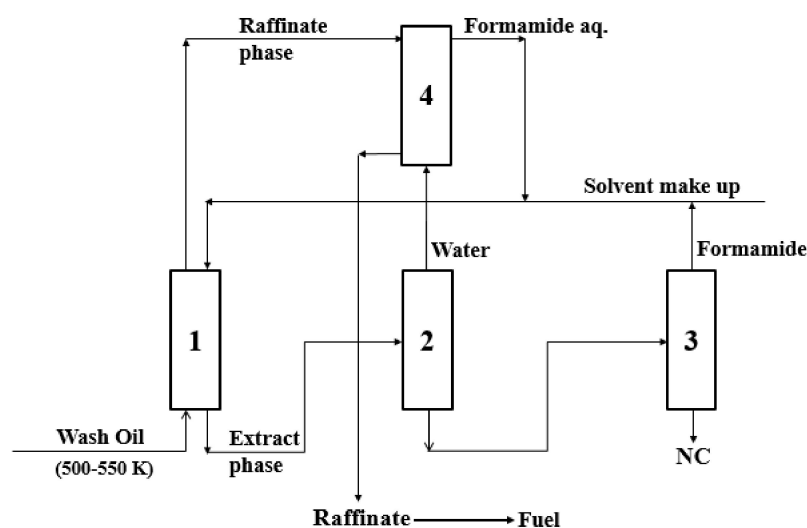 Raffinate
phase
Formamide aq.
4
Solvent make up
Water
Formamide
1
2
3
Wash Oil
(500-550 K)
Extract
phase
NC
Raffinate
Fuel